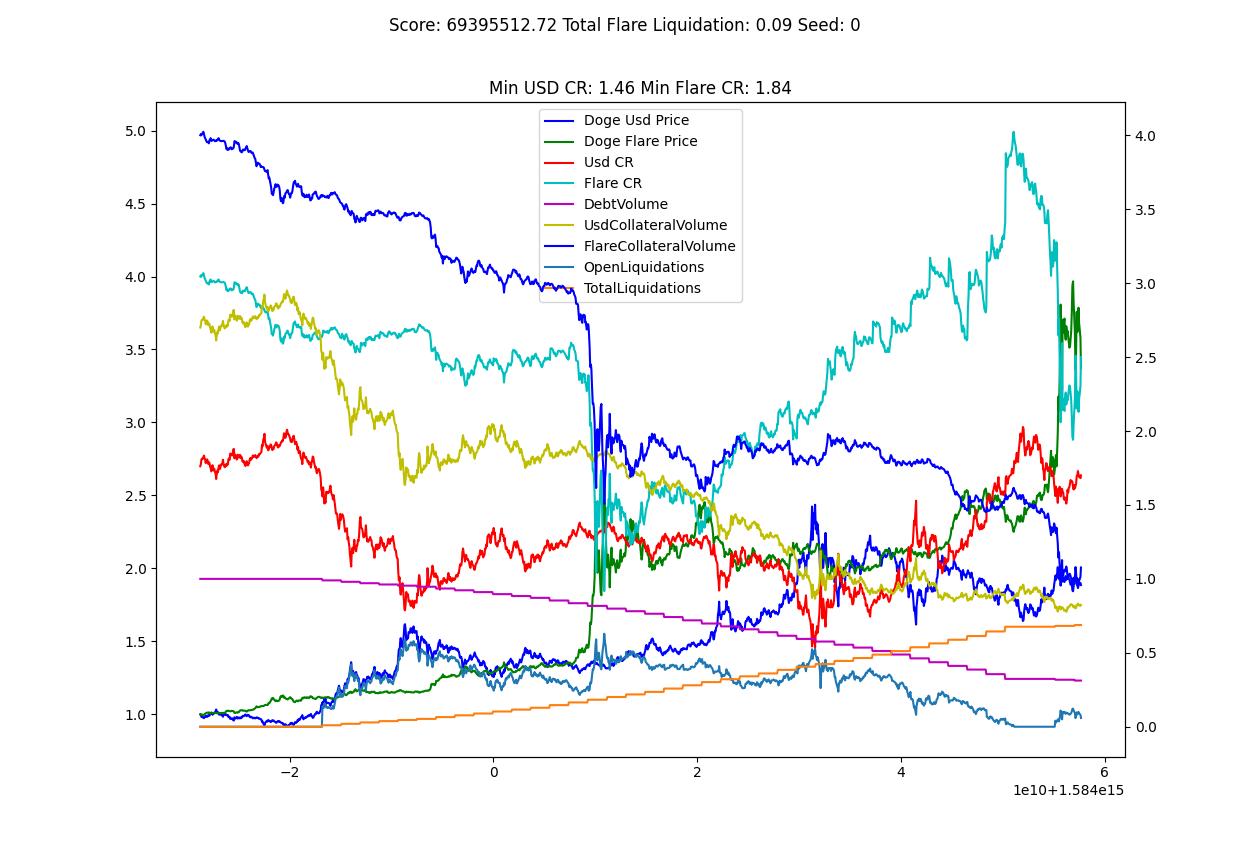 Score: 69395512.72 Total Flare Liquidation: 0.09 Seed: 0
Min USD CR: 1.46 Min Flare CR: 1.84
Doge Usd Price
Doge Flare Price
Usd CR
Flare CR
DebtVolume
UsdCollateralVolume
FlareCollateralVolume
OpenLiquidations
TotalLiquidations
5.0
4.5
4.0
3.5
3.0
2.5
2.0
1.5
1.0
4.0
3.5
3.0
2.5
2.0
1.5
1.0
0.5
0.0
−2 0 2 4 6
1e10+1.584e15